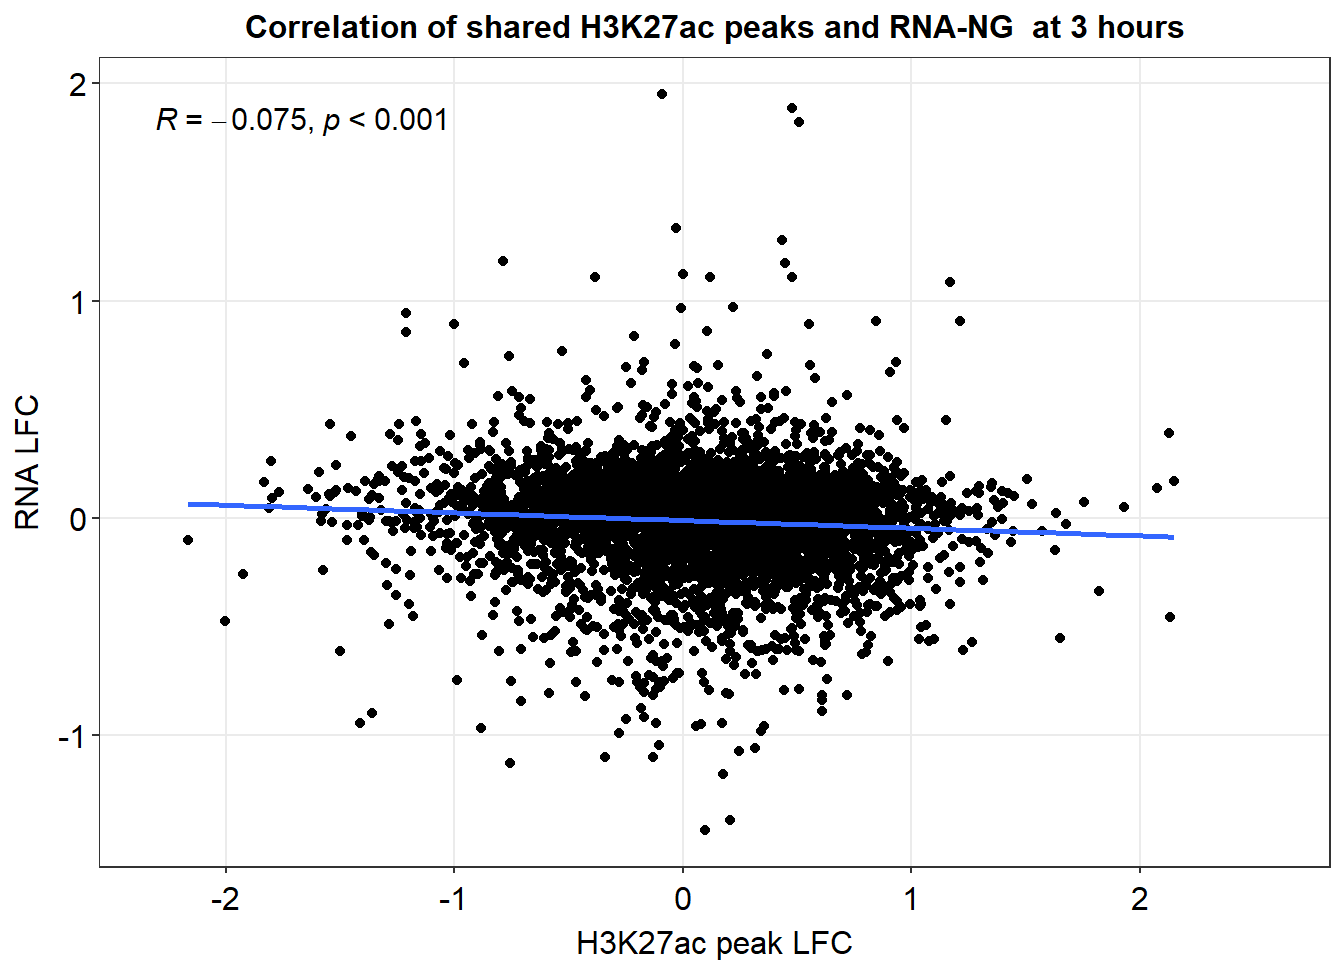 Correlation of shared H3K27ac peaks and RNA-NG  at 3 hours
R = −0.075, p < 0.001
2
1
0
-1
RNA LFC
-2 -1 0 1 2
H3K27ac peak LFC